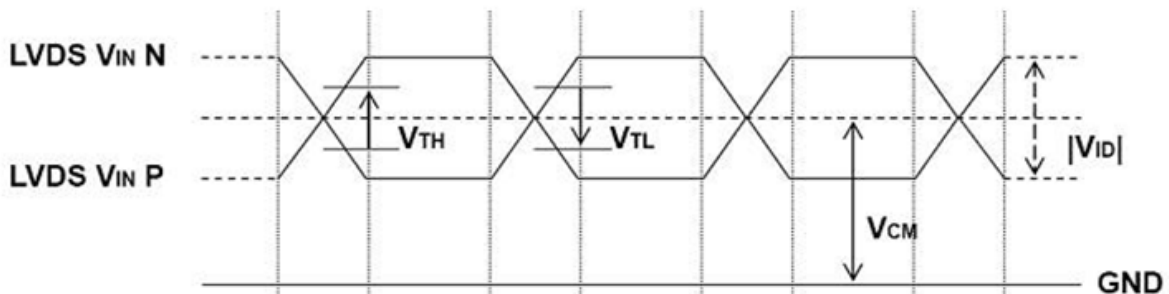 LVDS VIN N
VTH
VTL
LVDS VIN P
|VID|
VCM
GND